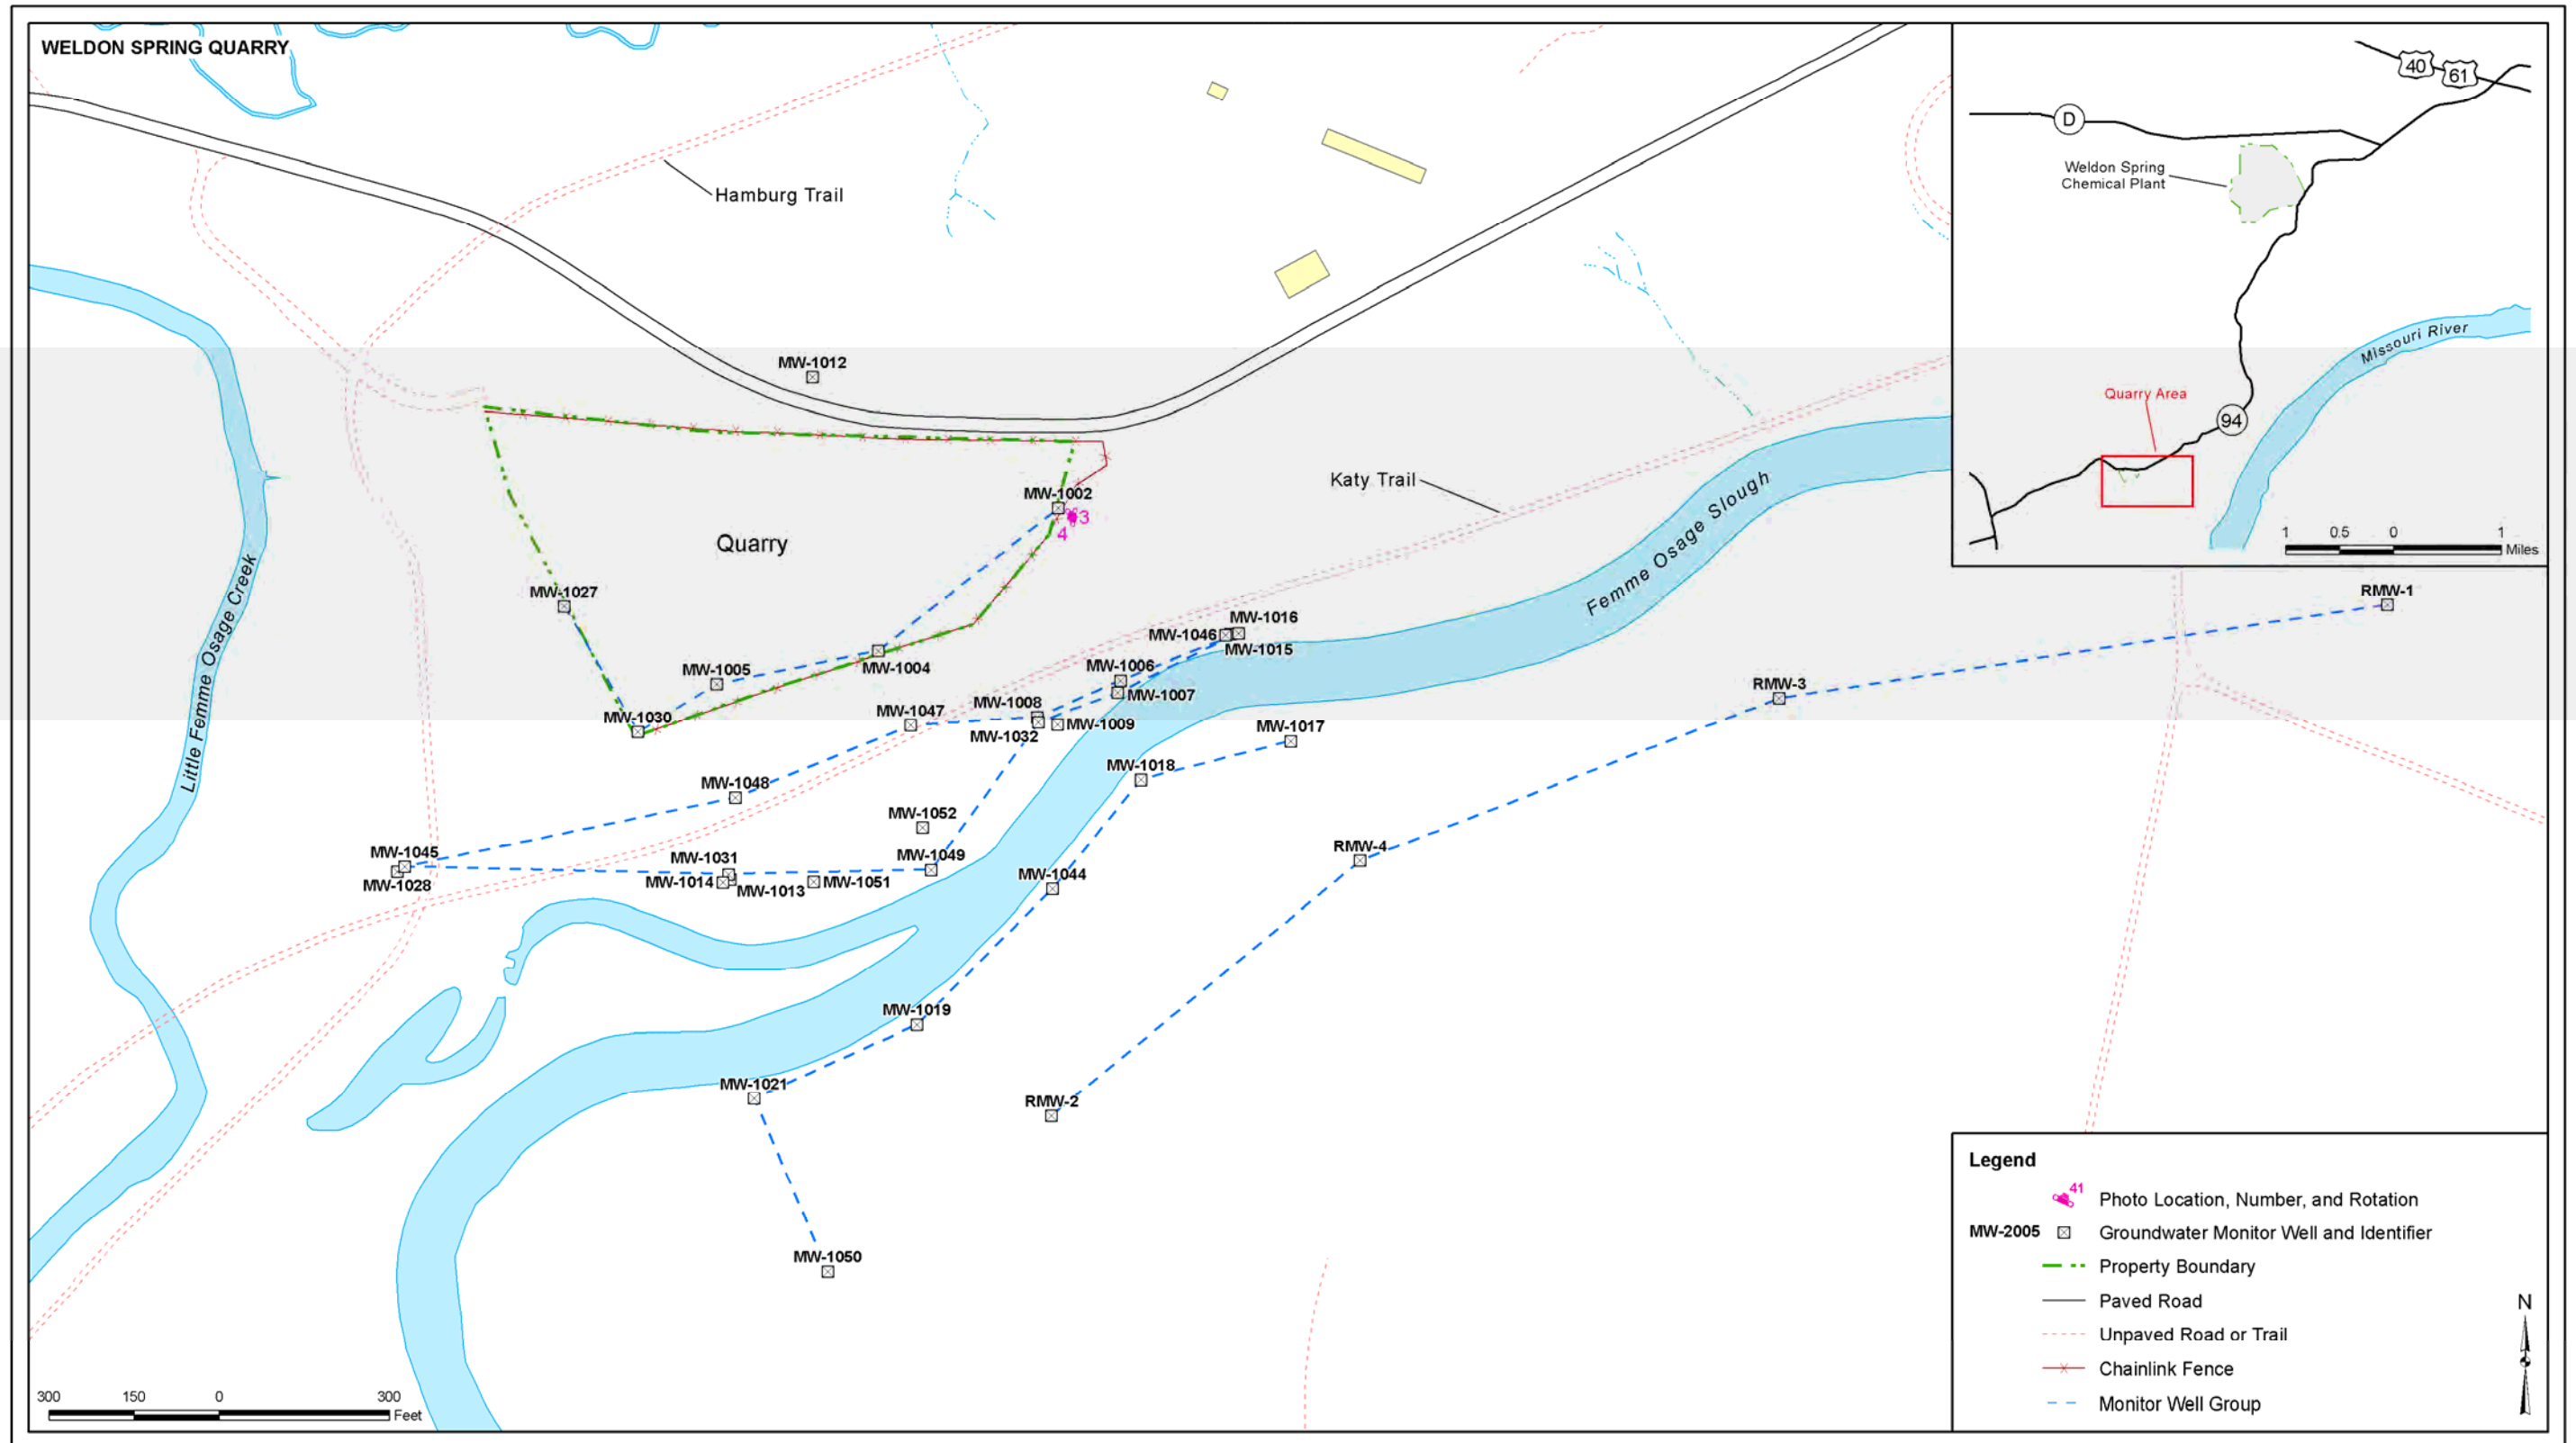 WELDON SPRING QUARRY
Hamburg Trail
MW-1012
MW-1002
3
4
Katy Trail
Quarry
Femme Osage Slough
Little Femme Osage Creek
MW-1027
MW-1016
MW-1046
MW-1015
MW-1005
MW-1004
MW-1006
MW-1007
MW-1030
MW-1047
MW-1008
MW-1009
MW-1032
MW-1017
MW-1018
MW-1048
MW-1052
MW-1045
MW-1028
MW-1031
MW-1014
MW-1013
MW-1051
MW-1049
MW-1044
MW-1019
MW-1021
MW-1050
RMW-1
RMW-3
RMW-4
RMW-2
300 150 0 300
Feet
40
61
D
Weldon Spring
Chemical Plant
Missouri River
Quarry Area
94
1 0.5 0 1
Miles
Legend
41
Photo Location, Number, and Rotation
MW-2005 Groundwater Monitor Well and Identifier
Property Boundary
Paved Road
Unpaved Road or Trail
Chainlink Fence
Monitor Well Group
N